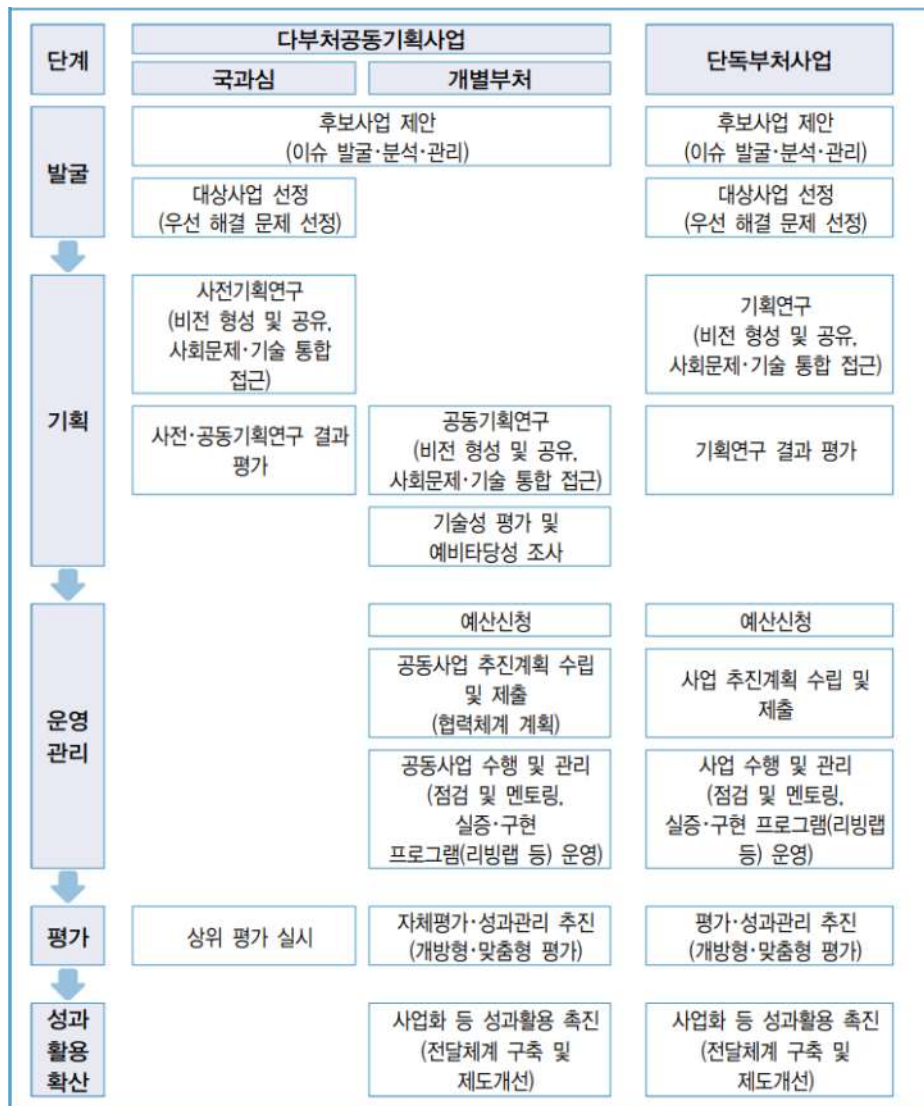 단계
다부처공동기획사업
국과심
개별부처
단독부처사업
발굴
후보사업 제안
(이슈 발굴·분석·관리)
후보사업 제안
(이슈 발굴·분석·관리)
대상사업 선정
(우선 해결 문제 선정)
대상사업 선정
(우선 해결 문제 선정)
기획
사전기획연구
(비전 형성 및 공유,
사회문제·기술 통합
접근)
기획연구
(비전 형성 및 공유,
사회문제·기술 통합 접근)
사전·공동기획연구 결과
평가
공동기획연구
(비전 형성 및 공유,
사회문제·기술 통합 접근)
기획연구 결과 평가
기술성 평가 및
예비타당성 조사
운영
관리
예산신청
예산신청
공동사업 추진계획 수립
및 제출
(협력체계 계획)
사업 추진계획 수립 및
제출
공동사업 수행 및 관리
(점검 및 멘토링,
실증·구현
프로그램(리빙랩 등) 운영)
사업 수행 및 관리
(점검 및 멘토링,
실증·구현 프로그램(리빙랩
등) 운영)
평가
상위 평가 실시
자체평가·성과관리 추진
(개방형·맞춤형 평가)
평가·성과관리 추진
(개방형·맞춤형 평가)
성과
활용
확산
사업화 등 성과활용 촉진
(전달체계 구축 및
제도개선)
사업화 등 성과활용 촉진
(전달체계 구축 및
제도개선)